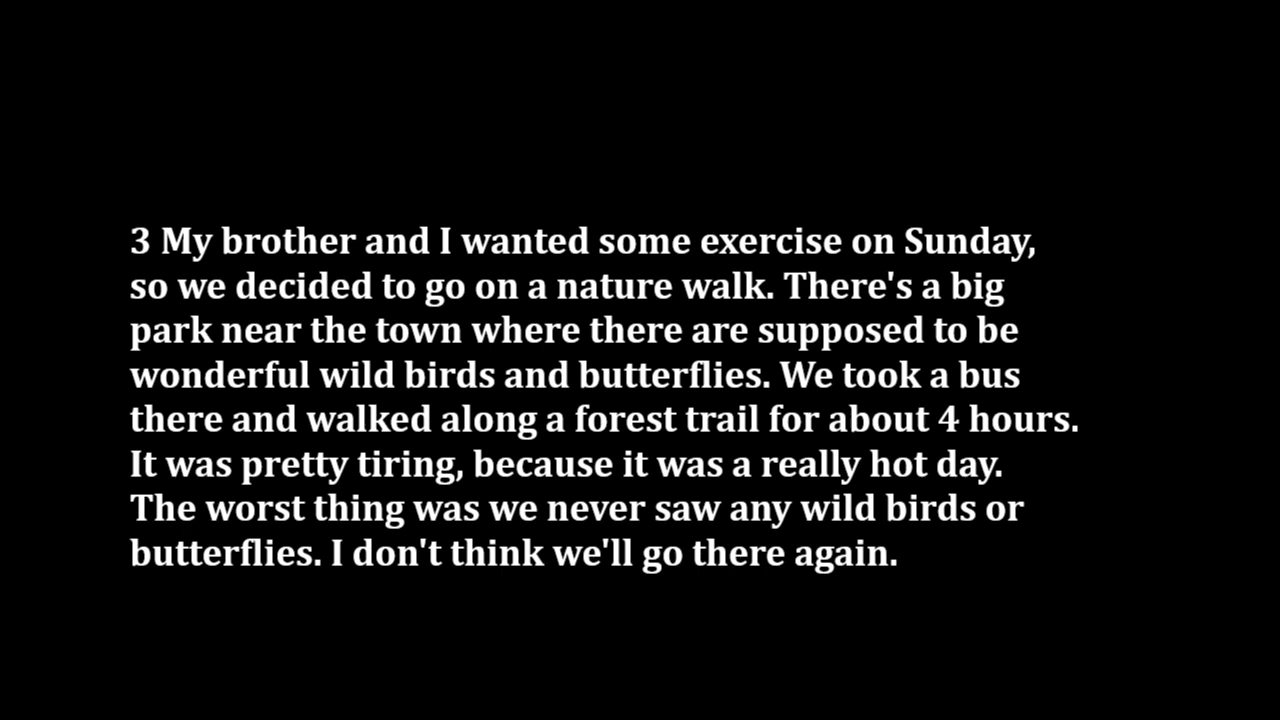 3 My brother and I wanted some exercise on Sunday,
so we decided to go on a nature walk. There's a big
park near the town where there are supposed to be
wonderful wild birds and butterflies. We took a bus
there and walked along a forest trail for about 4 hours.
It was pretty tiring, because it was a really hot day.
The worst thing was we never saw any wild birds or
butterflies. I don't think we'll go there again.